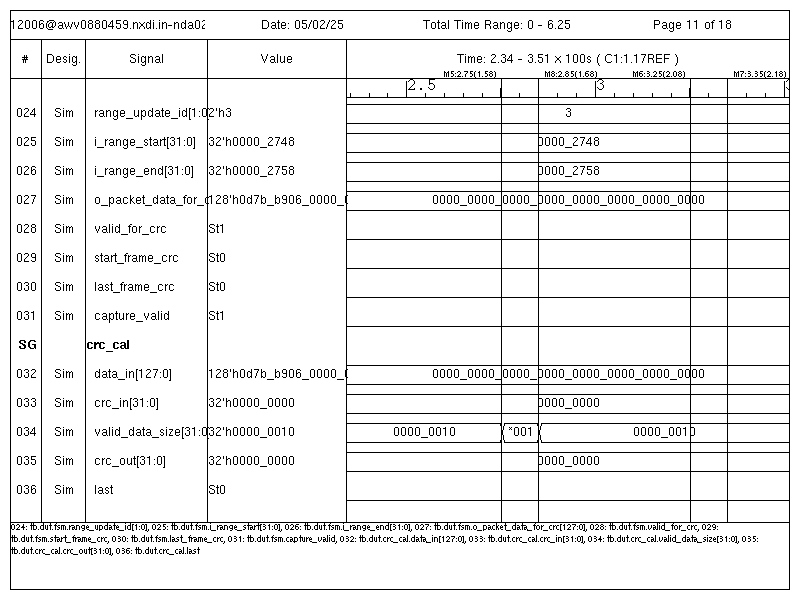 12006@awv0880459.nxdi.in-nda02 Date: 05/02/25 Total Time Range: 0 - 6.25 Page 11 of 18
# Desig. Signal Value Time: 2.34 - 3.51 x 100s ( C1:1.17REF )
M5:2.75(1.58) M8:2.85(1.68) M6:3.25(2.08) M7:3.35(2.18)
2.5 3
024 Sim range_update_id[1:0 2'h3 3
025 Sim i_range_start[31:0] 32'h0000_2748 0000_2748
026 Sim i_range_end[31:0] 32'h0000_2758 0000_2758
027 Sim o_packet_data_for_c 128'h0d7b_b906_0000_ 0000_0000_0000_0000_0000_0000_0000_0000
028 Sim valid_for_crc St1
029 Sim start_frame_crc St0
030 Sim last_frame_crc St0
031 Sim capture_valid St1
SG crc_cal
032 Sim data_in[127:0] 128'h0d7b_b906_0000_ 0000_0000_0000_0000_0000_0000_0000_0000
033 Sim crc_in[31:0] 32'h0000_0000 0000_0000
034 Sim valid_data_size[31:0 32'h0000_0010 0000_0010 *001 0000_0010
035 Sim crc_out[31:0] 32'h0000_0000 0000_0000
036 Sim last St0
024: tb.dut.fsm.range_update_id[1:0], 025: tb.dut.fsm.i_range_start[31:0], 026: tb.dut.fsm.i_range_end[31:0], 027: tb.dut.fsm.o_packet_data_for_crc[127:0], 028: tb.dut.fsm.valid_for_crc, 029:
tb.dut.fsm.start_frame_crc, 030: tb.dut.fsm.last_frame_crc, 031: tb.dut.fsm.capture_valid, 032: tb.dut.crc_cal.data_in[127:0], 033: tb.dut.crc_cal.crc_in[31:0], 034: tb.dut.crc_cal.valid_data_size[31:0], 035:
tb.dut.crc_cal.crc_out[31:0], 036: tb.dut.crc_cal.last